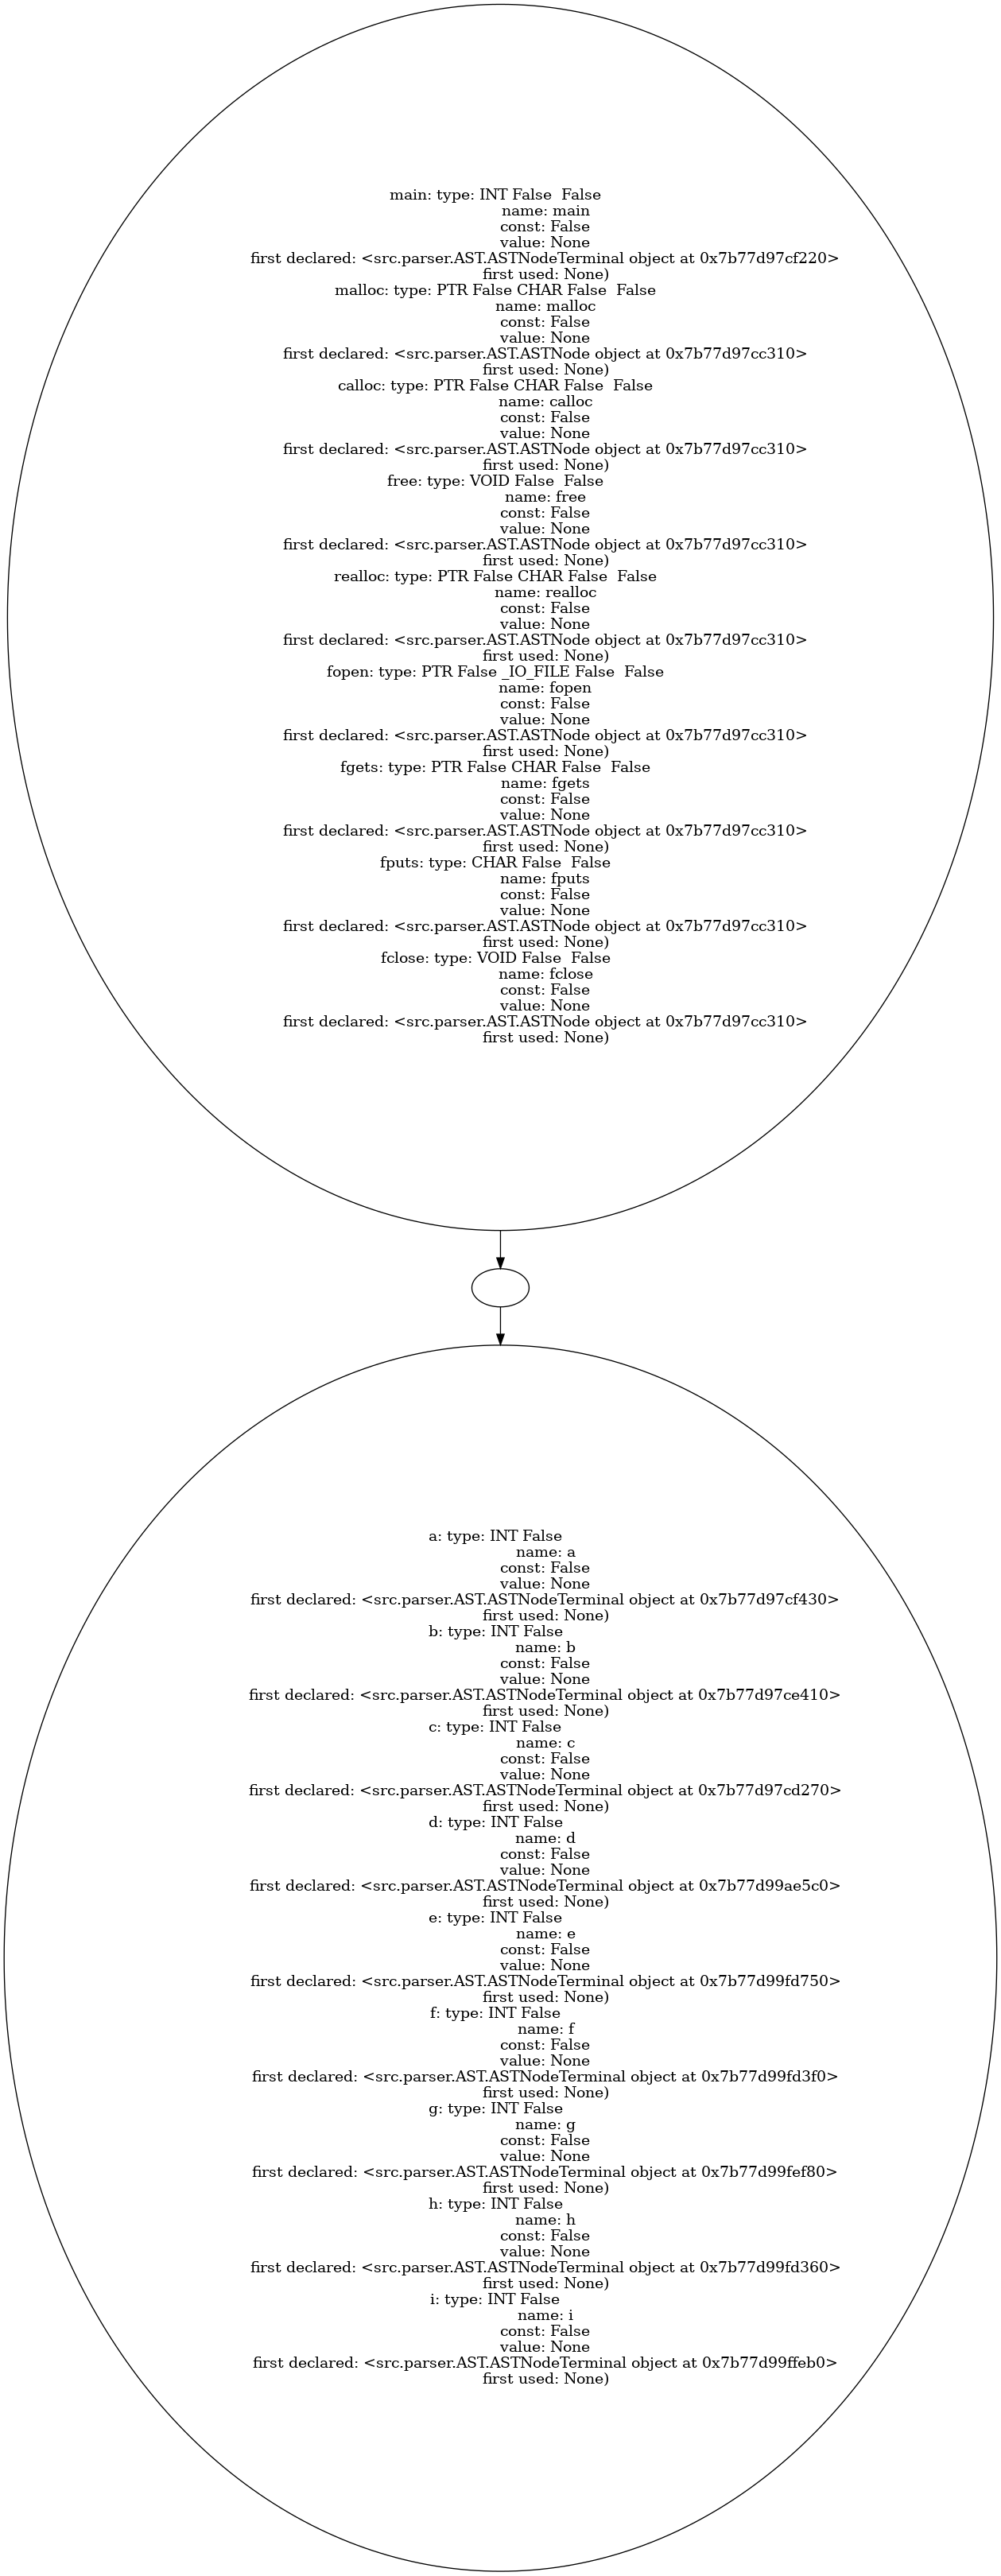 main: type: INT False  False
name: main
const: False
value: None
first declared: <src.parser.AST.ASTNodeTerminal object at 0x7b77d97cf220>
first used: None)
malloc: type: PTR False CHAR False  False
name: malloc
const: False
value: None
first declared: <src.parser.AST.ASTNode object at 0x7b77d97cc310>
first used: None)
calloc: type: PTR False CHAR False  False
name: calloc
const: False
value: None
first declared: <src.parser.AST.ASTNode object at 0x7b77d97cc310>
first used: None)
free: type: VOID False  False
name: free
const: False
value: None
first declared: <src.parser.AST.ASTNode object at 0x7b77d97cc310>
first used: None)
realloc: type: PTR False CHAR False  False
name: realloc
const: False
value: None
first declared: <src.parser.AST.ASTNode object at 0x7b77d97cc310>
first used: None)
fopen: type: PTR False _IO_FILE False  False
name: fopen
const: False
value: None
first declared: <src.parser.AST.ASTNode object at 0x7b77d97cc310>
first used: None)
fgets: type: PTR False CHAR False  False
name: fgets
const: False
value: None
first declared: <src.parser.AST.ASTNode object at 0x7b77d97cc310>
first used: None)
fputs: type: CHAR False  False
name: fputs
const: False
value: None
first declared: <src.parser.AST.ASTNode object at 0x7b77d97cc310>
first used: None)
fclose: type: VOID False  False
name: fclose
const: False
value: None
first declared: <src.parser.AST.ASTNode object at 0x7b77d97cc310>
first used: None)
a: type: INT False
name: a
const: False
value: None
first declared: <src.parser.AST.ASTNodeTerminal object at 0x7b77d97cf430>
first used: None)
b: type: INT False
name: b
const: False
value: None
first declared: <src.parser.AST.ASTNodeTerminal object at 0x7b77d97ce410>
first used: None)
c: type: INT False
name: c
const: False
value: None
first declared: <src.parser.AST.ASTNodeTerminal object at 0x7b77d97cd270>
first used: None)
d: type: INT False
name: d
const: False
value: None
first declared: <src.parser.AST.ASTNodeTerminal object at 0x7b77d99ae5c0>
first used: None)
e: type: INT False
name: e
const: False
value: None
first declared: <src.parser.AST.ASTNodeTerminal object at 0x7b77d99fd750>
first used: None)
f: type: INT False
name: f
const: False
value: None
first declared: <src.parser.AST.ASTNodeTerminal object at 0x7b77d99fd3f0>
first used: None)
g: type: INT False
name: g
const: False
value: None
first declared: <src.parser.AST.ASTNodeTerminal object at 0x7b77d99fef80>
first used: None)
h: type: INT False
name: h
const: False
value: None
first declared: <src.parser.AST.ASTNodeTerminal object at 0x7b77d99fd360>
first used: None)
i: type: INT False
name: i
const: False
value: None
first declared: <src.parser.AST.ASTNodeTerminal object at 0x7b77d99ffeb0>
first used: None)